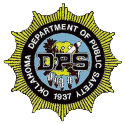 OKLAHOMA DEPARTMENT OF PUBLIC SAFETY
DPS
1937